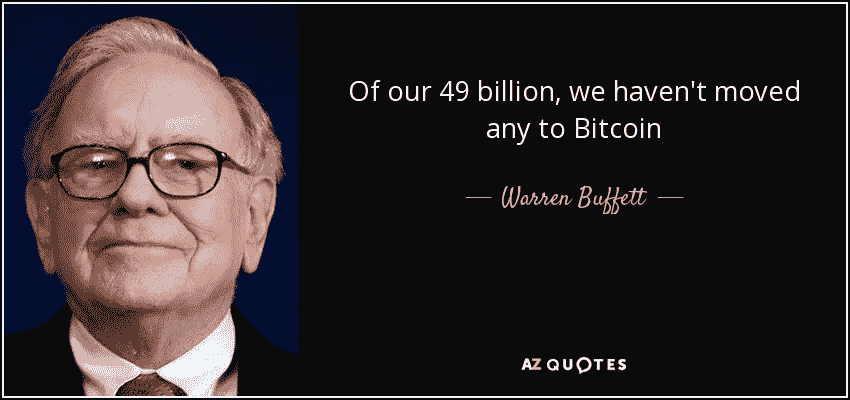 Of our 49 billion, we haven't moved
any to Bitcoin
Warren Buffett
AZ QUOTES